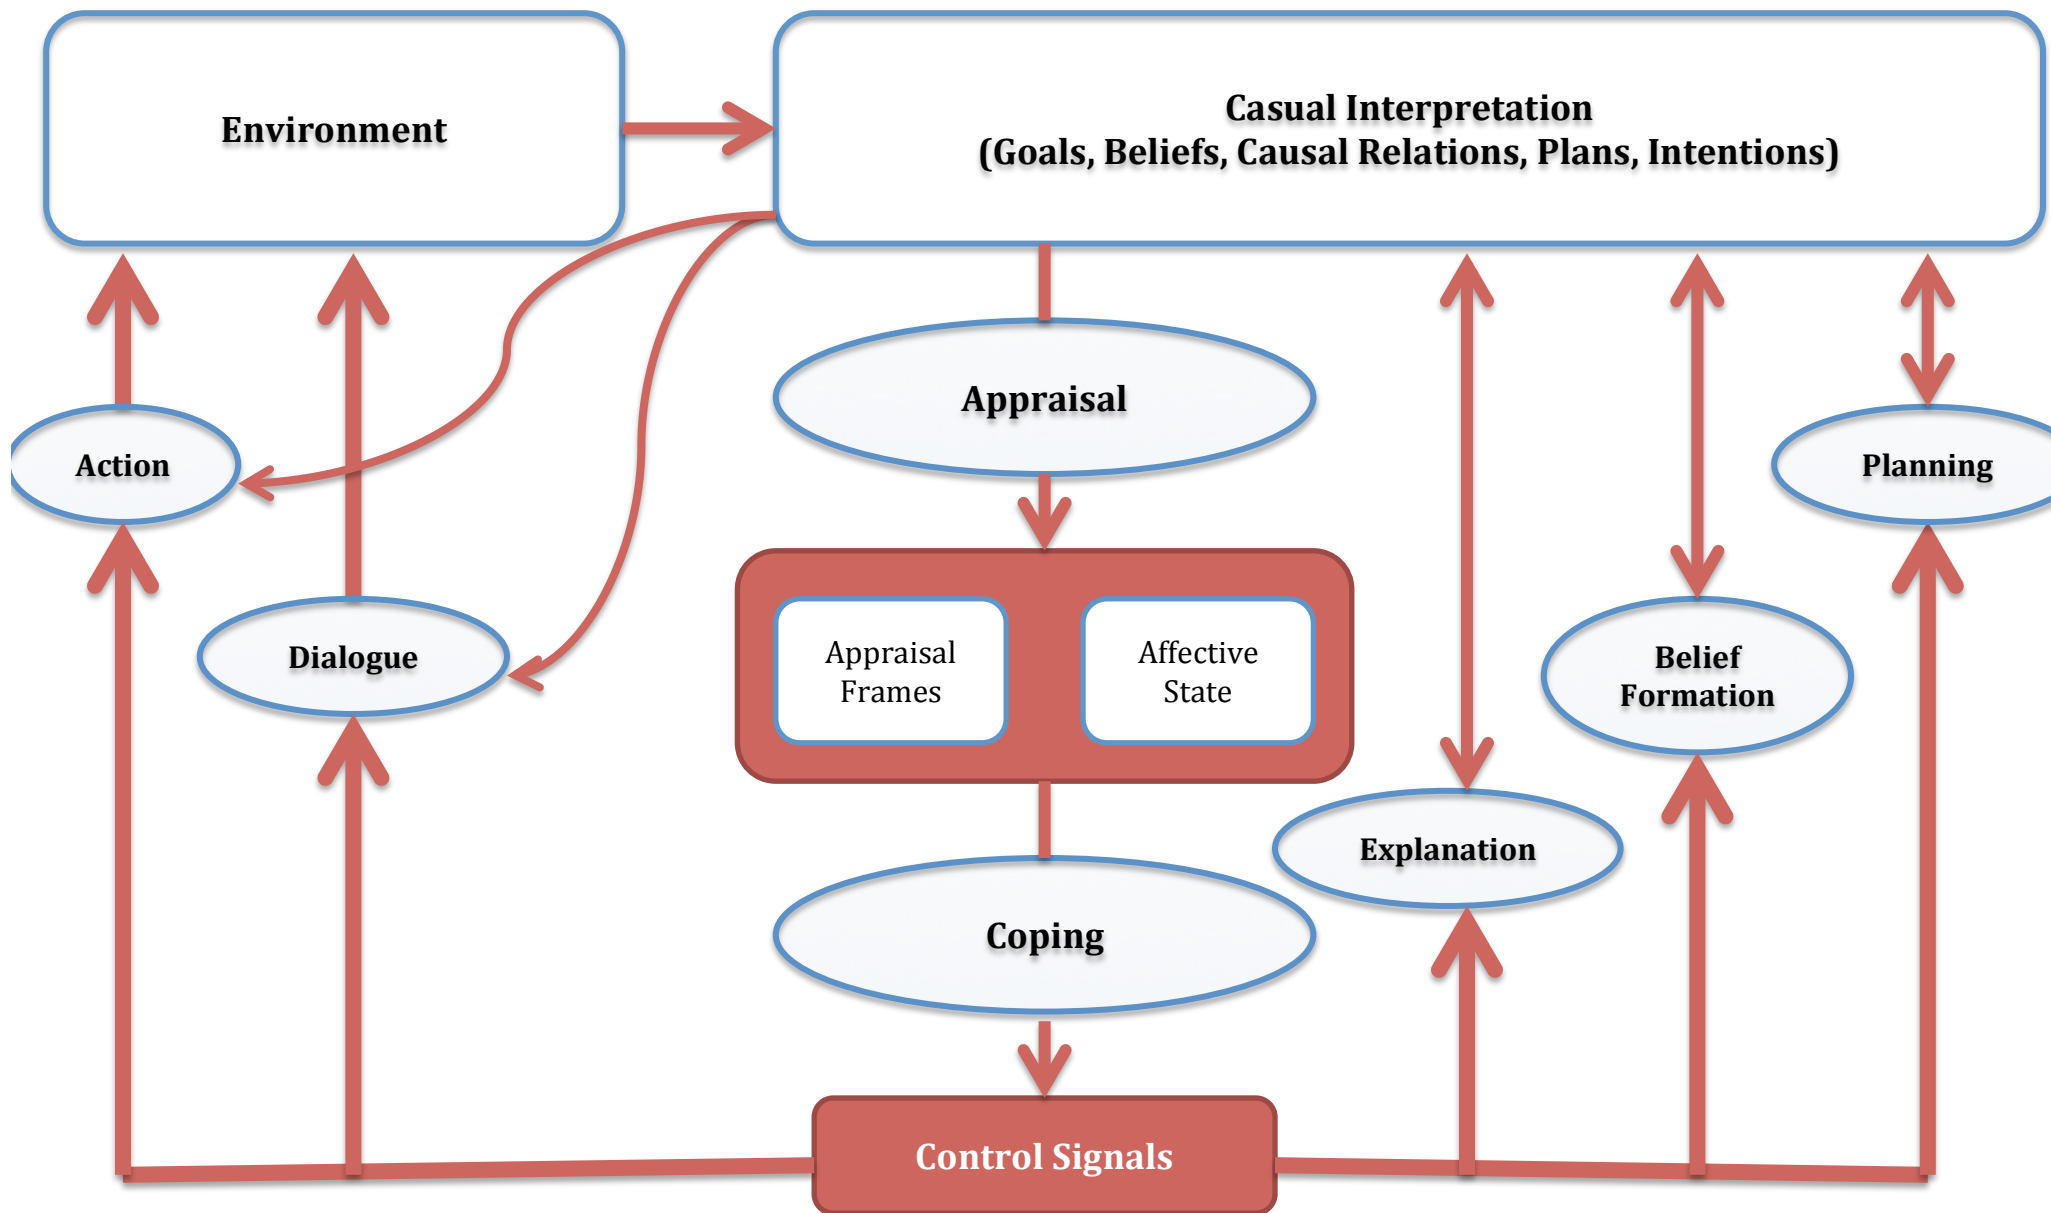 Environment
Casual Interpretation
(Goals, Beliefs, Causal Relations, Plans, Intentions)
Appraisal
Action
Planning
Dialogue
Appraisal
Frames
Affective
State
Belief
Formation
Explanation
Coping
Control Signals